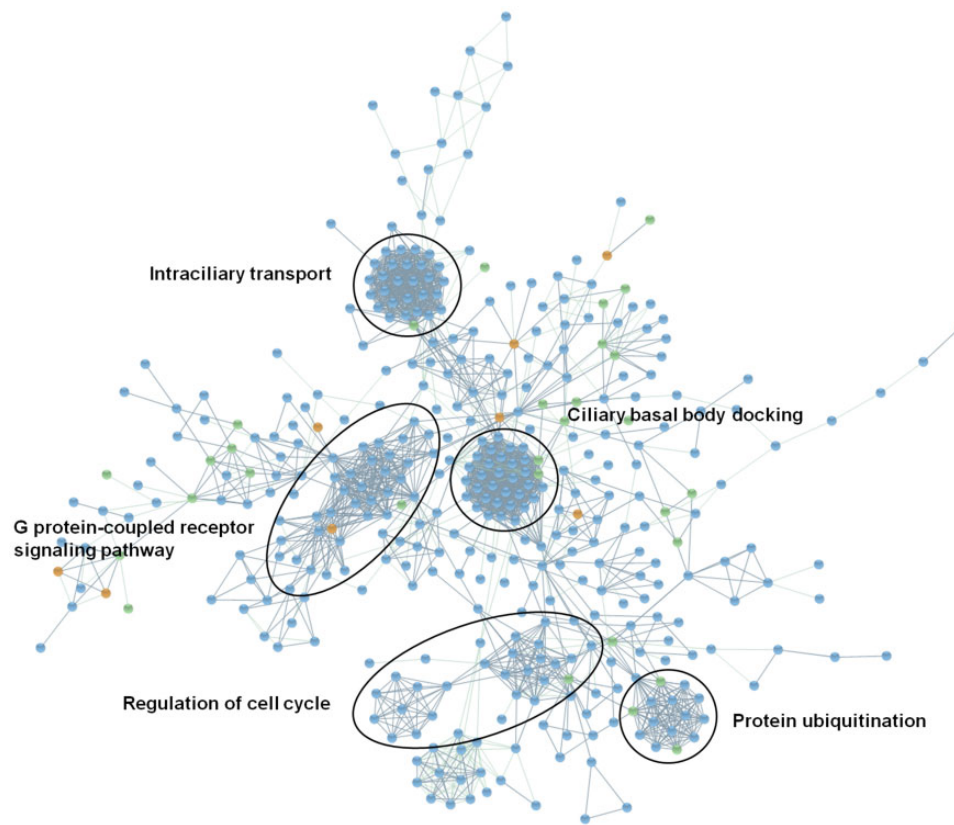 Intraciliary transport
Ciliary basal body docking
G protein-coupled receptor
signaling pathway
Regulation of cell cycle
Protein ubiquitination